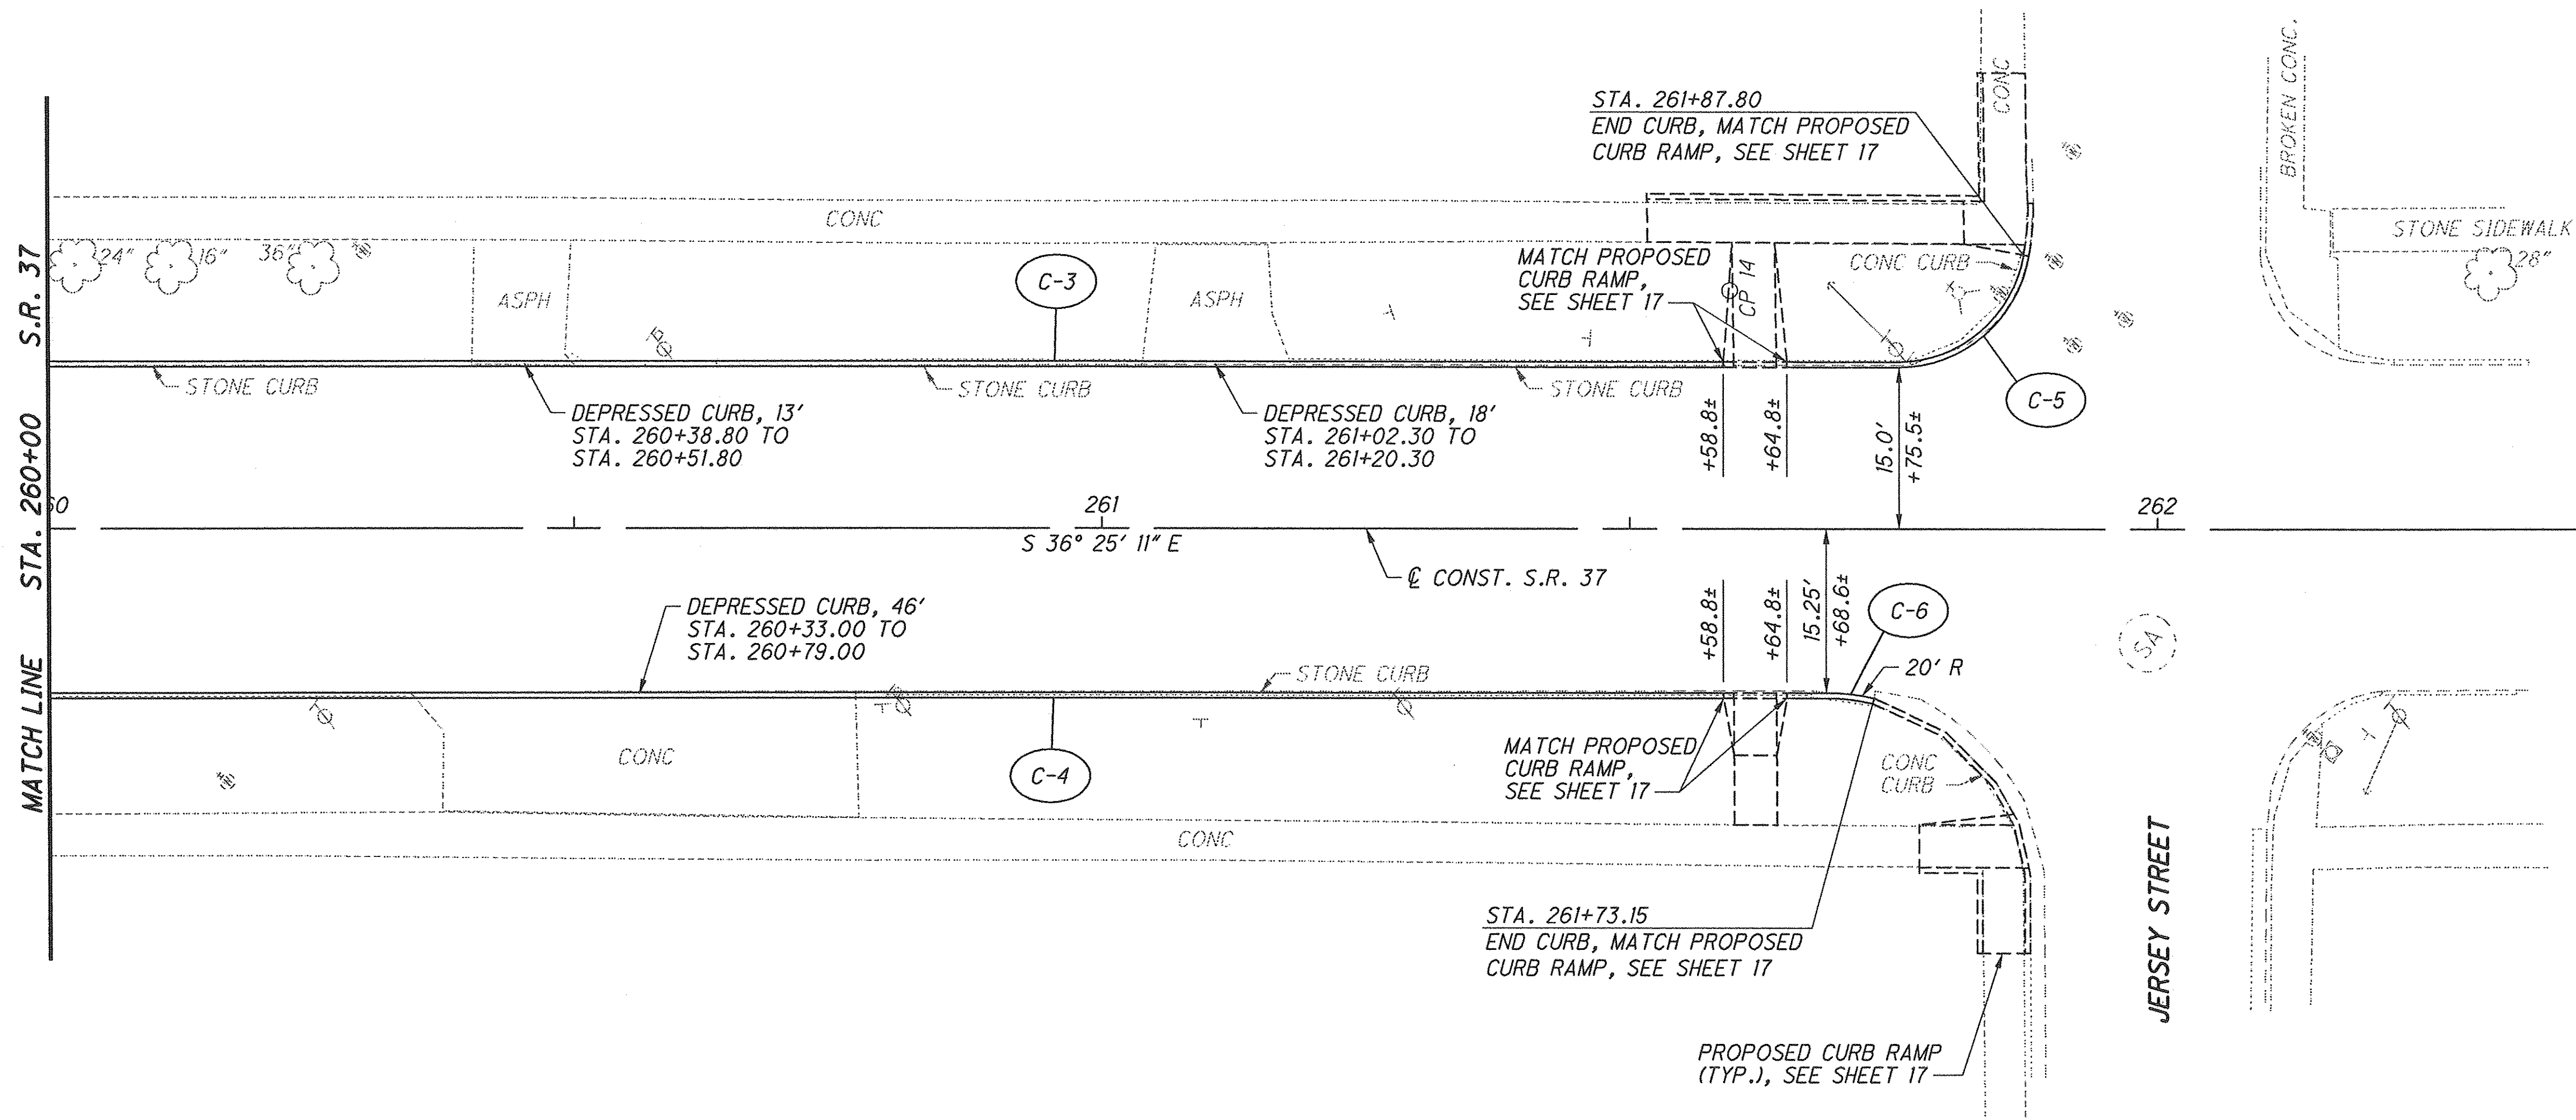 MATCH LINE STA. 260+00 S.R. 37
STA. 261+87.80
END CURB, MATCH PROPOSED
CURB RAMP, SEE SHEET 17
CONC
BROKEN CONC.
STONE SIDEWALK
28"
CONC
24"
16"
36"
ASPH
C-3
ASPH
MATCH PROPOSED
CURB RAMP,
SEE SHEET 17
CP 14
CONC CURB
C-5
STONE CURB
STONE CURB
STONE CURB
DEPRESSED CURB, 13'
STA. 260+38.80 TO
STA. 260+51.80
DEPRESSED CURB, 18'
STA. 261+02.30 TO
STA. 261+20.30
+58.8±
+64.8±
15.0'
+75.5±
60
261
262
S 36° 25' 11" E
℄ CONST. S.R. 37
DEPRESSED CURB, 46'
STA. 260+33.00 TO
STA. 260+79.00
+58.8±
+64.8±
15.25'
+68.6±
C-6
20' R
SA
STONE CURB
CONC
C-4
MATCH PROPOSED
CURB RAMP,
SEE SHEET 17
CONC
CURB
CONC
STA. 261+73.15
END CURB, MATCH PROPOSED
CURB RAMP, SEE SHEET 17
JERSEY STREET
PROPOSED CURB RAMP
(TYP.), SEE SHEET 17